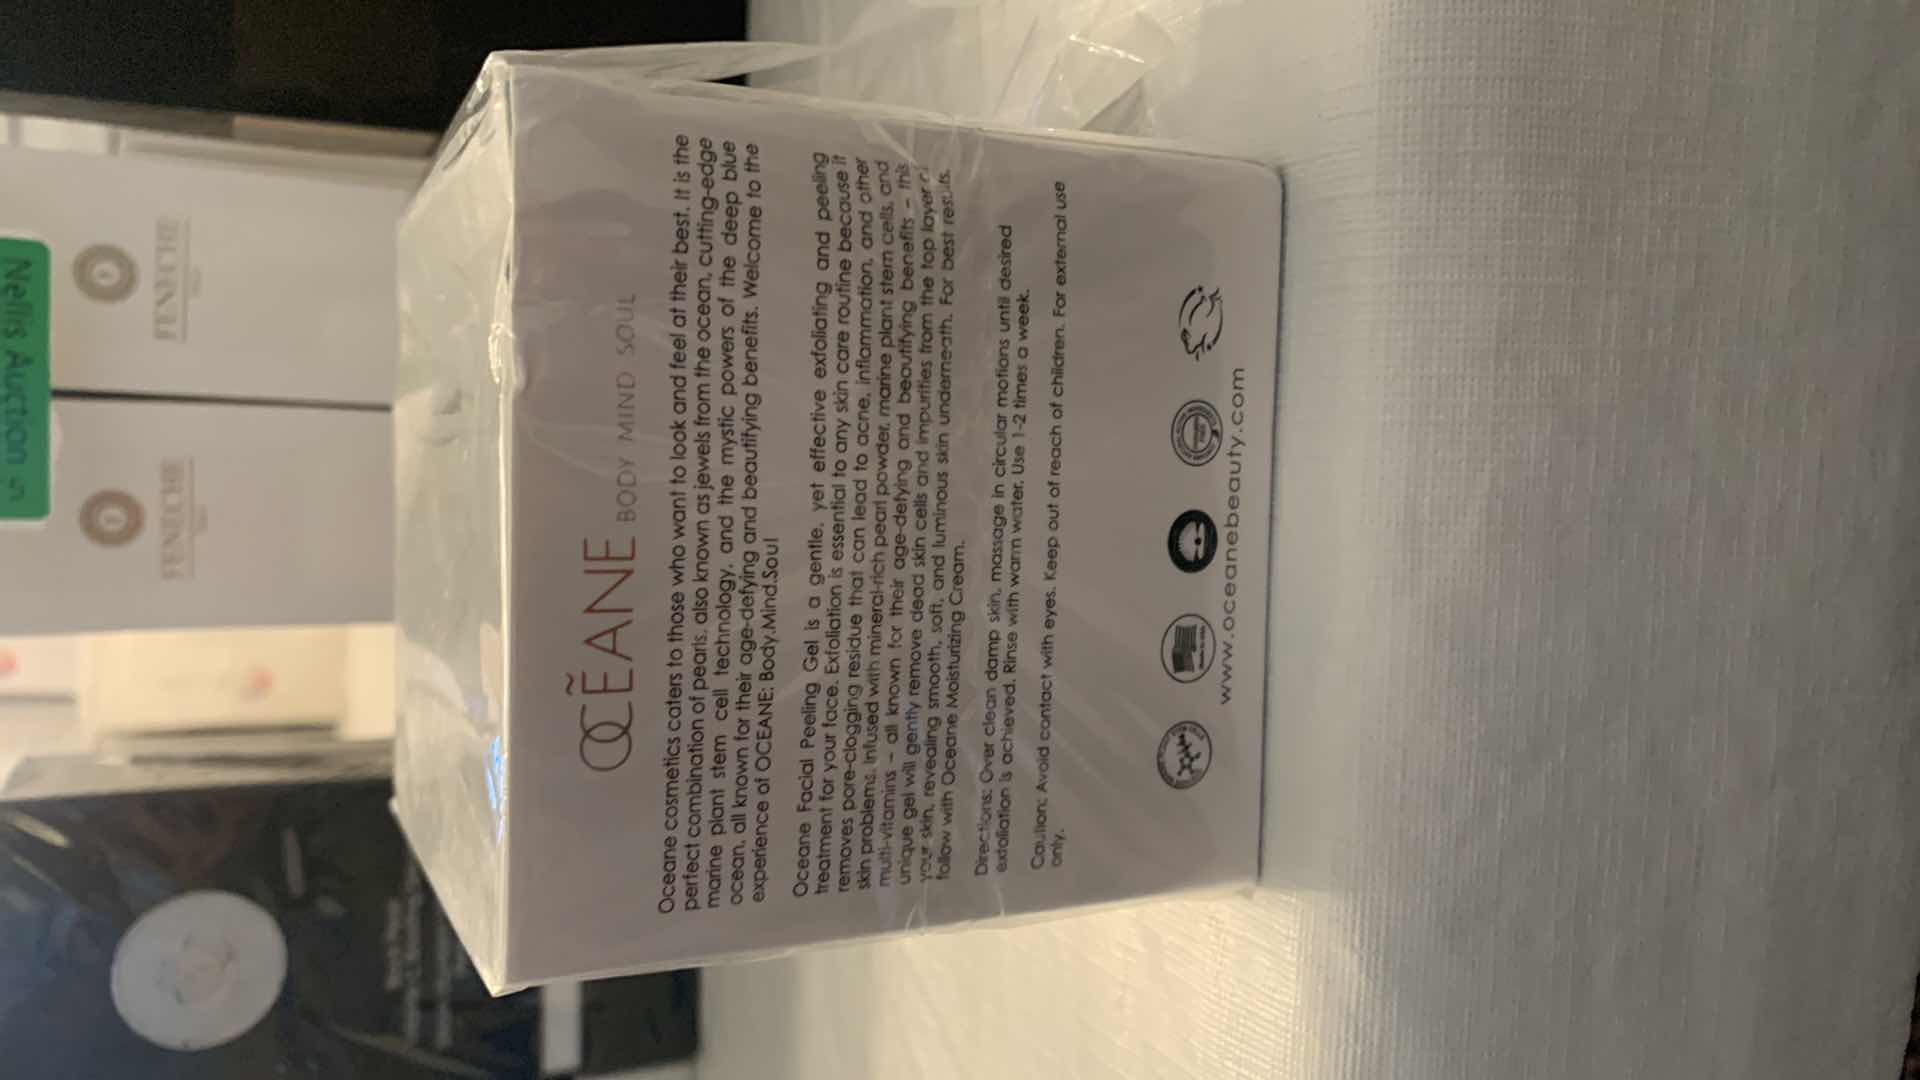 OCĒANE
BODY MIND SOUL
Oceane cosmetics caters to those who want to look and feel at their best. It is the
perfect combination of pearls, also known as jewels from the ocean, cutting-edge
marine plant stem cell technology, and the mystic powers of the deep blue
ocean, all known for their age-defying and beautifying benefits. Welcome to the
experience of OCEANE: Body.Mind.Soul
Oceane Facial Peeling Gel is a gentle, yet effective exfoliating and peeling
treatment for your face. Exfoliation is essential to any skin care routine because it
removes pore-clogging residue that can lead to acne, inflammation, and other
skin problems. Infused with mineral-rich pearl powder, marine plant stem cells, and
multi-vitamins – all known for their age-defying and beautifying benefits – this
unique gel will gently remove dead skin cells and impurities from the top layer of
your skin, revealing smooth, soft, and luminous skin underneath. For best results,
follow with Oceane Moisturizing Cream.
Directions: Over clean damp skin, massage in circular motions until desired
exfoliation is achieved. Rinse with warm water. Use 1-2 times a week.
Caution: Avoid contact with eyes. Keep out of reach of children. For external use
only.
www.oceanebeauty.com
Nellis Auction
FENUCHE
FENUCHE